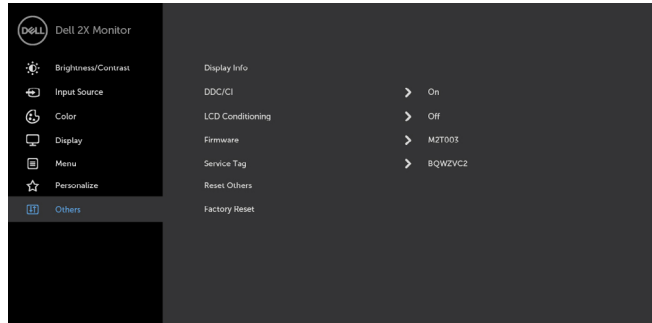 DELL Dell 2X Monitor
Brightness/Contrast
Input Source
Color
Display
Menu
Personalize
Others
Display Info
DDC/CI On
LCD Conditioning Off
Firmware M2T003
Service Tag BQWZVC2
Reset Others
Factory Reset